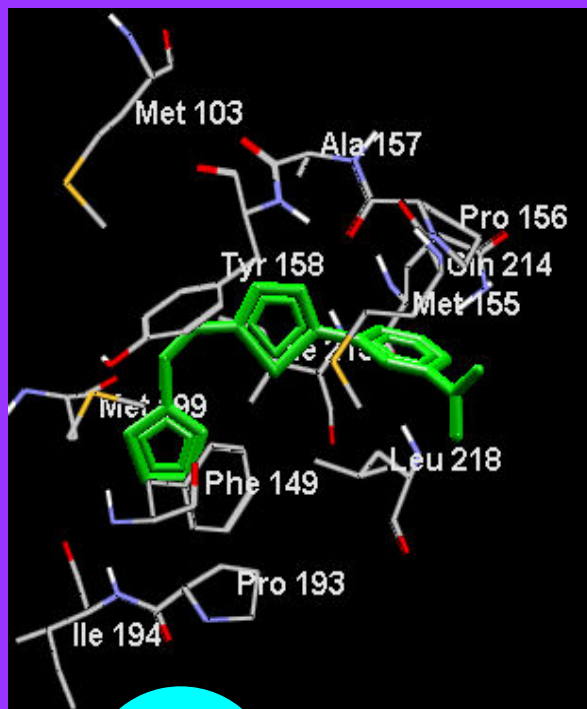 Met 103
Ala 157
Pro 156
Tyr 158
Gln 214
Met 155
Met 199
Leu 218
Phe 149
Pro 193
Ile 194